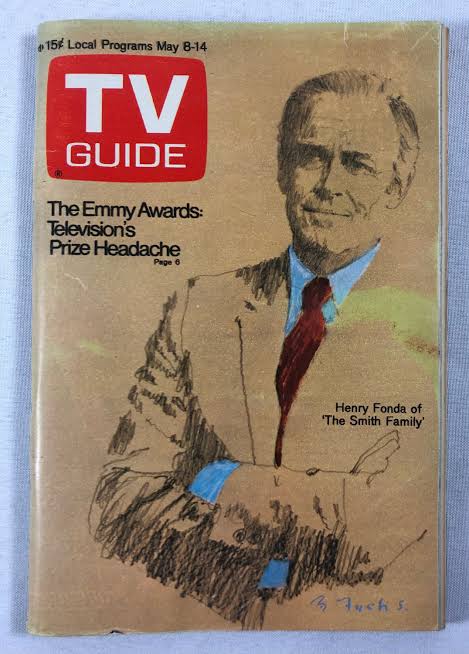 15¢ Local Programs May 8-14
TV
GUIDE
®
The Emmy Awards:
Television's
Prize Headache
Page 6
Henry Fonda of
'The Smith Family'
B. Fuchs.